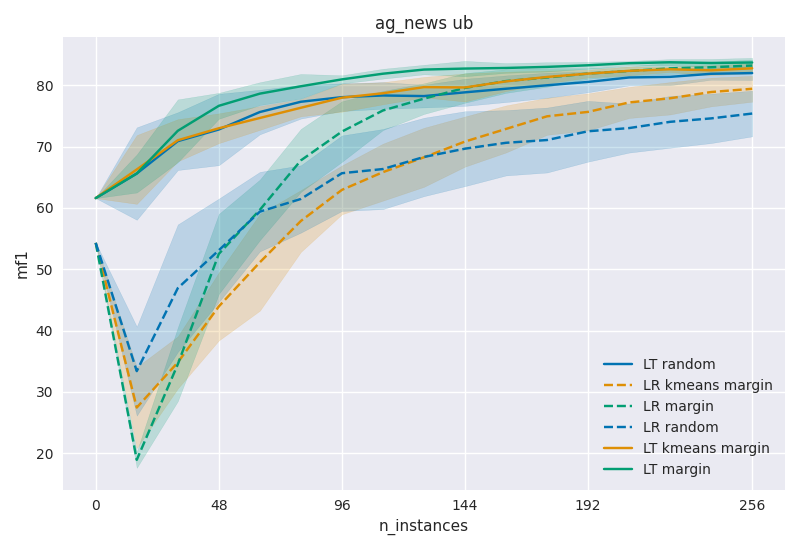 ag_news ub
mf1
80
70
60
50
40
30
20
LT random
LR kmeans margin
LR margin
LR random
LT kmeans margin
LT margin
0 48 96 144 192 256
n_instances